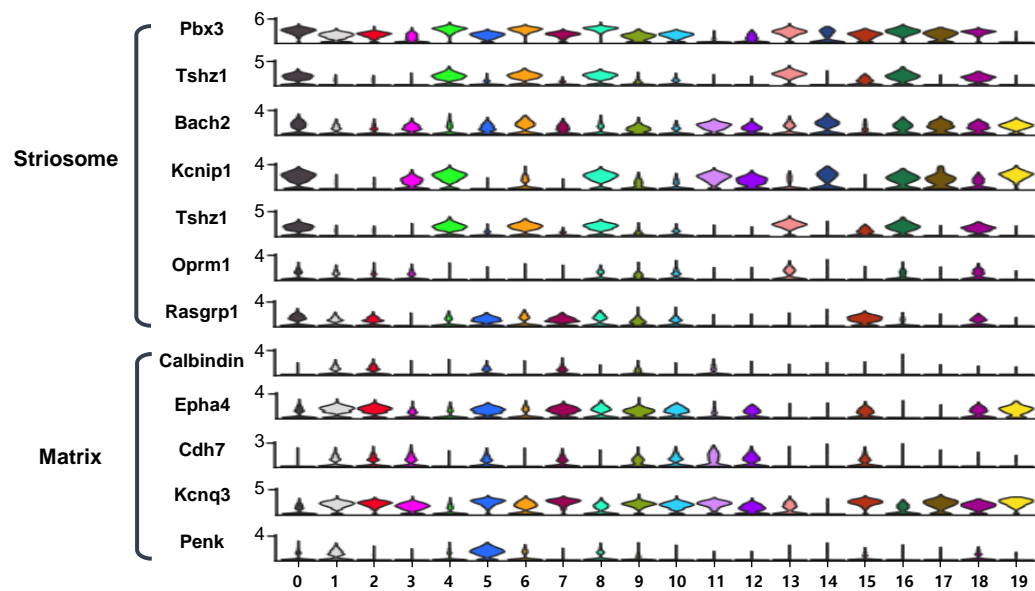 Striosome
Pbx3 6
Tshz1 5
Bach2 4
Kcnip1 4
Tshz1 5
Oprm1 4
Rasgrp1 4
Matrix
Calbindin 4
Epha4 4
Cdh7 3
Kcnq3 5
Penk 4
0 1 2 3 4 5 6 7 8 9 10 11 12 13 14 15 16 17 18 19